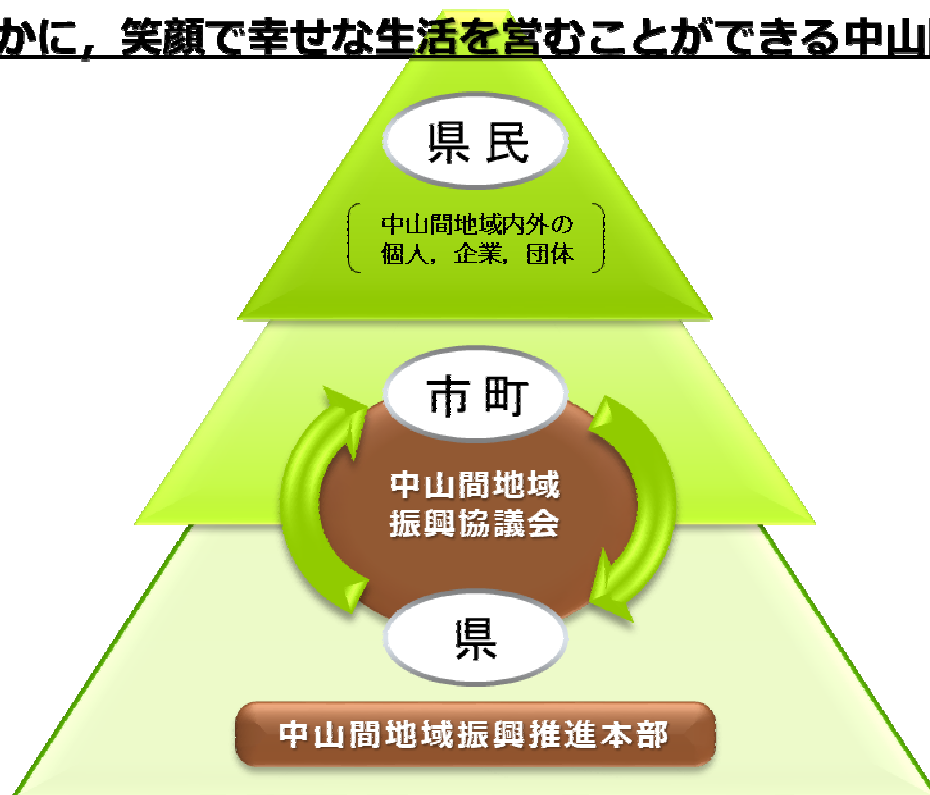 かに，笑顔で幸せな生活を営むことができる中山
県民
中山間地域内外の
個人，企業，団体
市町
中山間地域
振興協議会
県
中山間地域振興推進本部